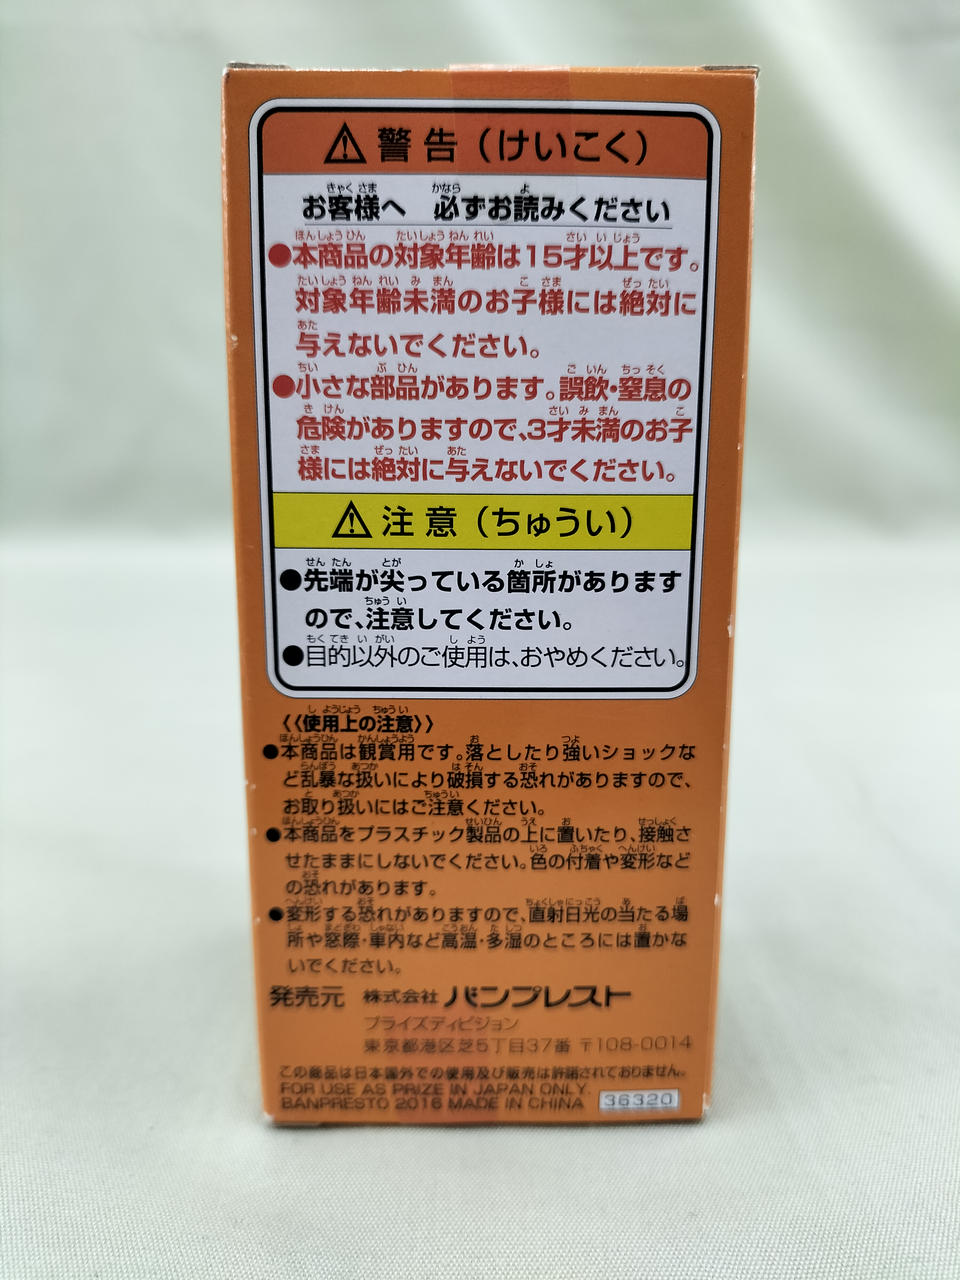 ⚠警告（けいこく）
お客様へ 必ずお読みください
●本商品の対象年齢は15才以上です。
対象年齢未満のお子様には絶対に
与えないでください。
●小さな部品があります。誤飲・窒息の
危険がありますので、3才未満のお子
様には絶対に与えないでください。
⚠注意（ちゅうい）
●先端が尖っている箇所があります
ので、注意してください。
●目的以外のご使用は、おやめください。
《使用上の注意》
●本商品は観賞用です。落としたり強いショックな
ど乱暴な扱いにより破損する恐れがありますので、
お取り扱いにはご注意ください。
●本商品をプラスチック製品の上に置いたり、接触さ
せたままにしないでください。色の付着や変形など
の恐れがあります。
●変形する恐れがありますので、直射日光の当たる場
所や窓際・車内など高温・多湿のところには置かな
いでください。
発売元 株式会社 バンプレスト
プライズディビジョン
東京都港区芝5丁目37番 〒108-0014
この商品は日本国外での使用及び販売は許諾されておりません。
FOR USE AS PRIZE IN JAPAN ONLY.
BANPRESTO 2016 MADE IN CHINA 36320